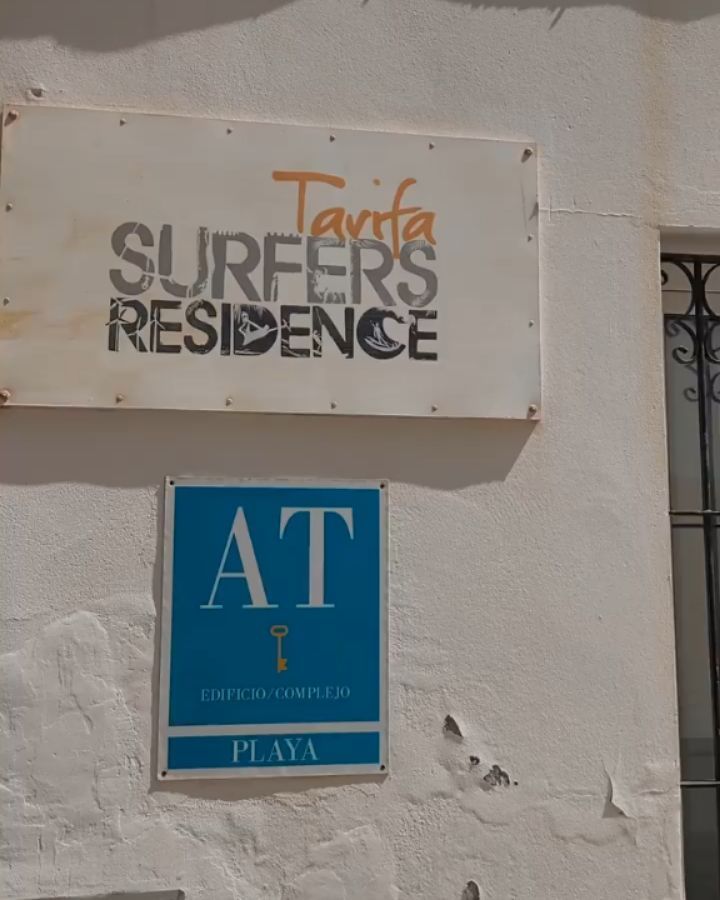 Tarifa
SURFERS
RESIDENCE
AT
EDIFICIO/COMPLEJO
PLAYA